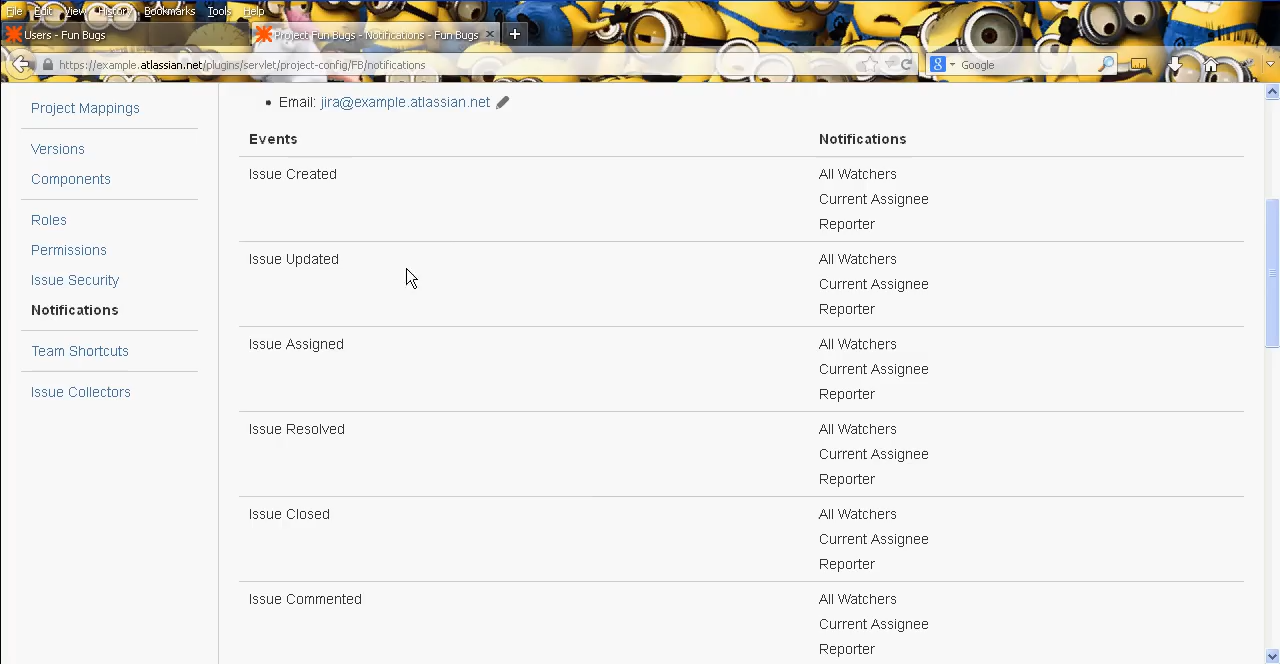 File Edit View History Bookmarks Tools Help
Users - Fun Bugs
Project Fun Bugs - Notifications - Fun Bugs
https://example.atlassian.net/plugins/servlet/project-config/FB/notifications
Google
Project Mappings
Versions
Components
Roles
Permissions
Issue Security
Notifications
Team Shortcuts
Issue Collectors
Email: jira@example.atlassian.net
Events Notifications
Issue Created All Watchers
Current Assignee
Reporter
Issue Updated All Watchers
Current Assignee
Reporter
Issue Assigned All Watchers
Current Assignee
Reporter
Issue Resolved All Watchers
Current Assignee
Reporter
Issue Closed All Watchers
Current Assignee
Reporter
Issue Commented All Watchers
Current Assignee
Reporter